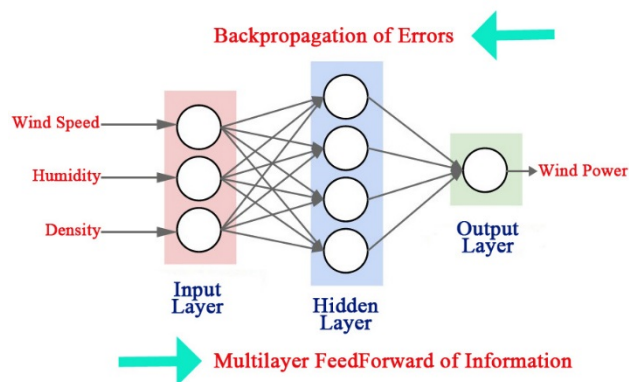 Backpropagation of Errors
Wind Speed
Humidity
Density
Wind Power
Input
Layer
Hidden
Layer
Output
Layer
Multilayer FeedForward of Information